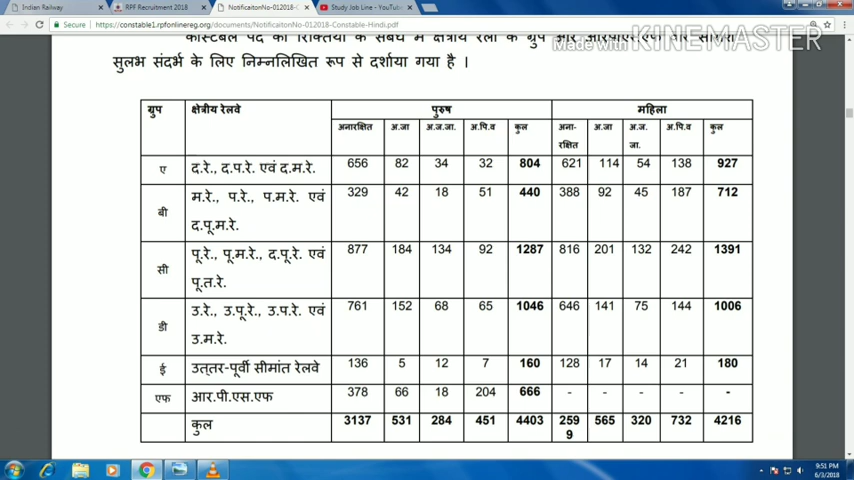 Indian Railway
RPF Recruitment 2018
NotificaitonNo-012018-C
Study Job Line - YouTub
Secure
https://constable1.rpfonlinereg.org/documents/NotificaitonNo-012018-Constable-Hindi.pdf
Made with KINEMASTER
सुलभ संदर्भ के लिए निम्नलिखित रूप से दर्शाया गया है ।
ग्रुप क्षेत्रीय रेलवे पुरुष महिला
अनारक्षित अ.जा अ.ज.जा. अ.पि.व कुल अना- अ.जा अ.ज. अ.पि.व कुल
रक्षित जा.
ए द.रे., द.प.रे. एवं द.म.रे. 656 82 34 32 804 621 114 54 138 927
बी म.रे., प.रे., प.म.रे. एवं 329 42 18 51 440 388 92 45 187 712
द.पू.म.रे.
सी पू.रे., पू.म.रे., द.पू.रे. एवं 877 184 134 92 1287 816 201 132 242 1391
पू.त.रे.
डी उ.रे., उ.पू.रे., उ.प.रे. एवं 761 152 68 65 1046 646 141 75 144 1006
उ.म.रे.
ई उत्तर-पूर्वी सीमांत रेलवे 136 5 12 7 160 128 17 14 21 180
एफ आर.पी.एस.एफ 378 66 18 204 666 - - - - -
कुल 3137 531 284 451 4403 259 565 320 732 4216
9
9:51 PM
6/3/2018